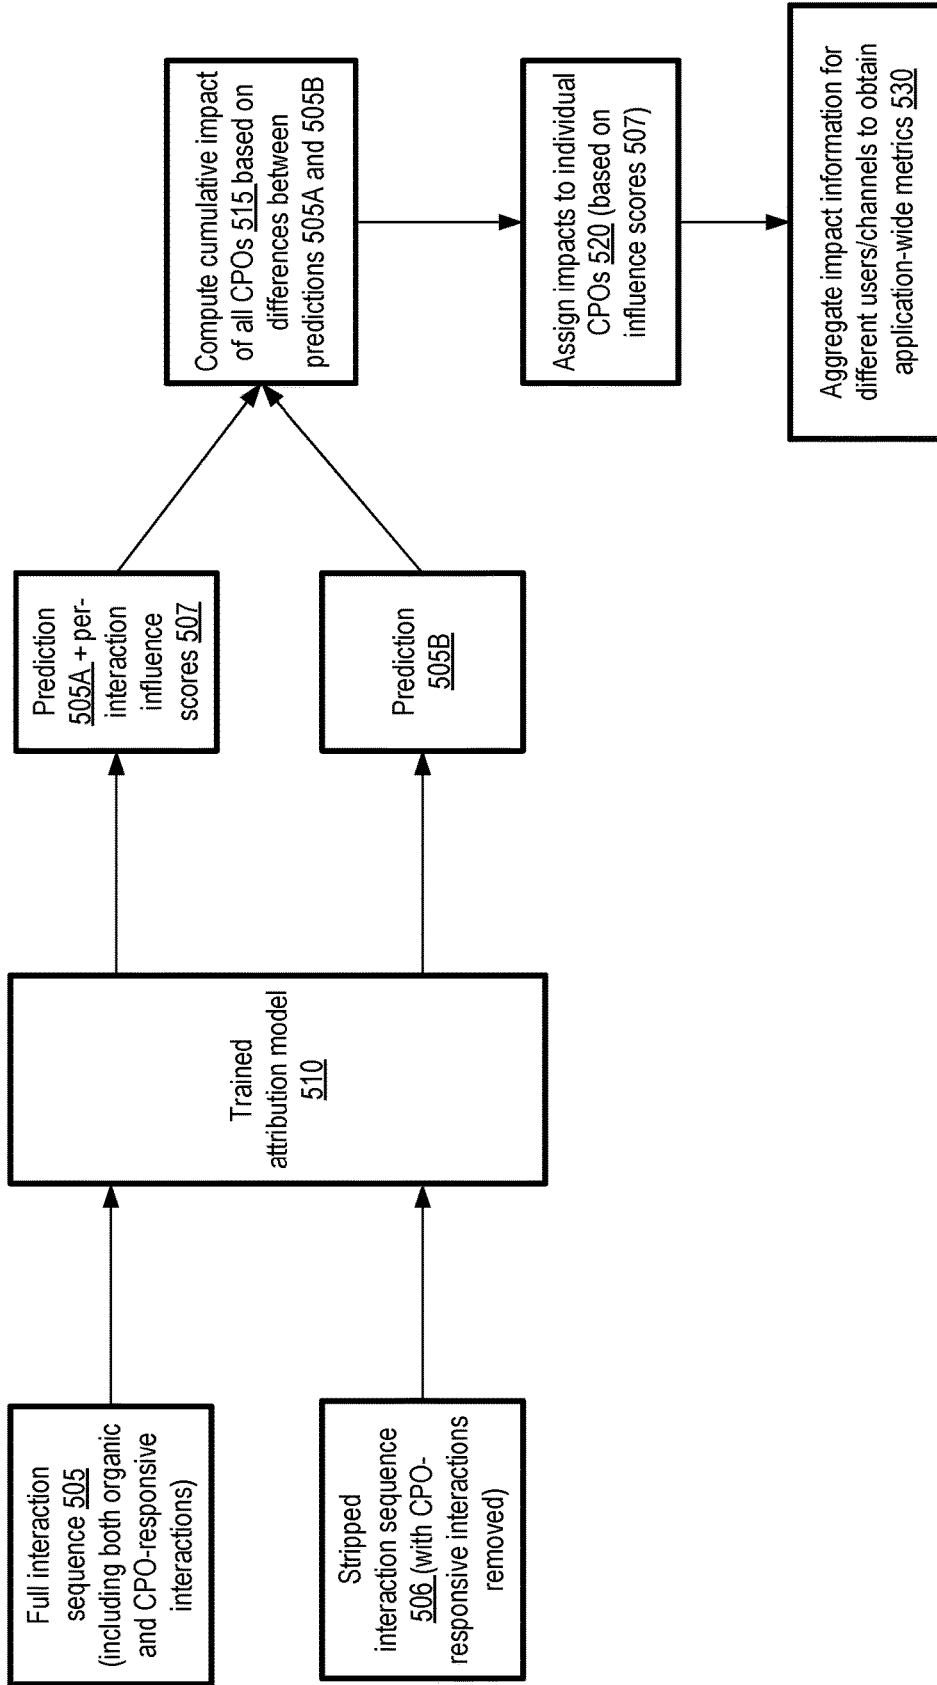 Full interaction
sequence 505
(including both organic
and CPO-responsive
interactions)
Stripped
interaction sequence
506 (with CPO-
responsive interactions
removed)
Trained
attribution model
510
Prediction
505A + per-
interaction
influence
scores 507
Prediction
505B
Compute cumulative impact
of all CPOs 515 based on
differences between
predictions 505A and 505B
Assign impacts to individual
CPOs 520 (based on
influence scores 507)
Aggregate impact information for
different users/channels to obtain
application-wide metrics 530